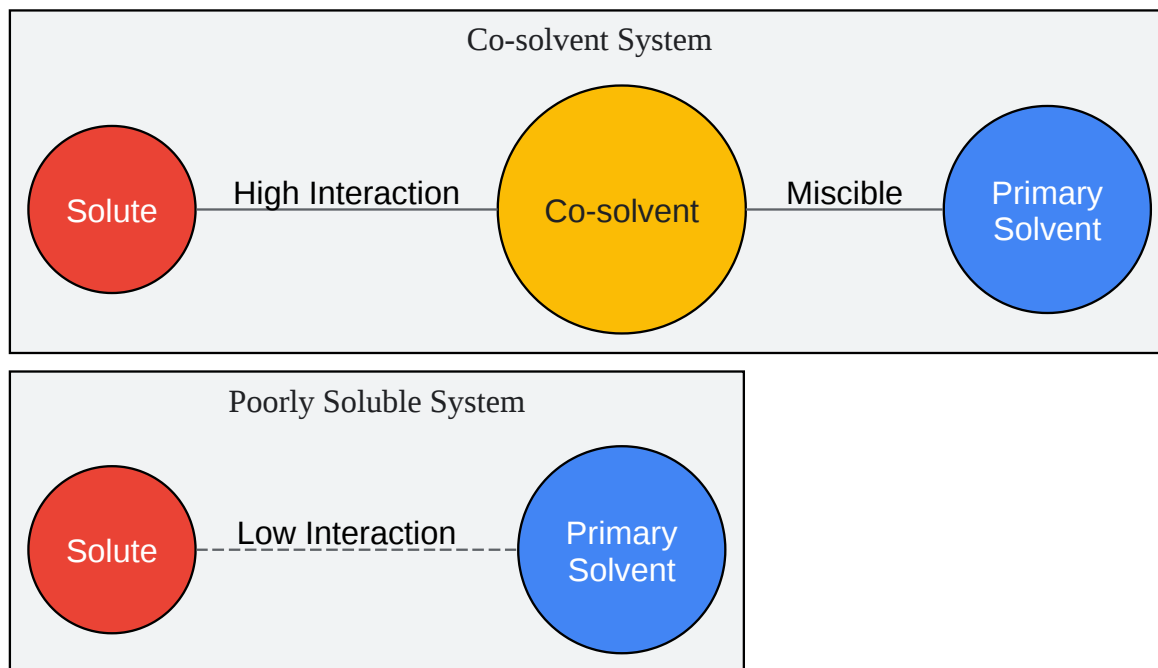 Co-solvent System
Solute
High Interaction
Co-solvent
Miscible
Primary
Solvent
Poorly Soluble System
Solute
Low Interaction
Primary
Solvent